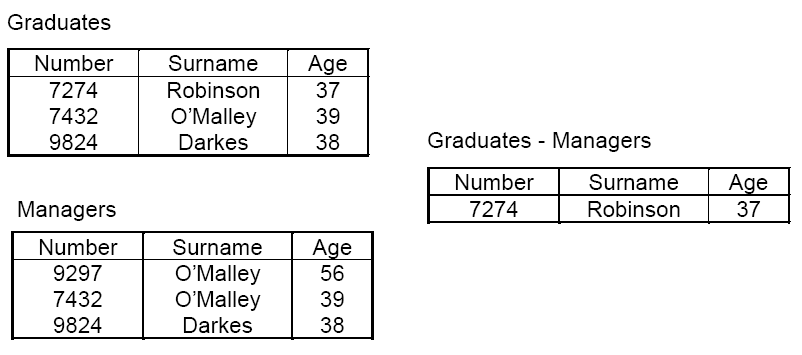 Graduates
Number Surname Age
7274 Robinson 37
7432 O’Malley 39
9824 Darkes 38
Managers
Number Surname Age
9297 O’Malley 56
7432 O’Malley 39
9824 Darkes 38
Graduates - Managers
Number Surname Age
7274 Robinson 37